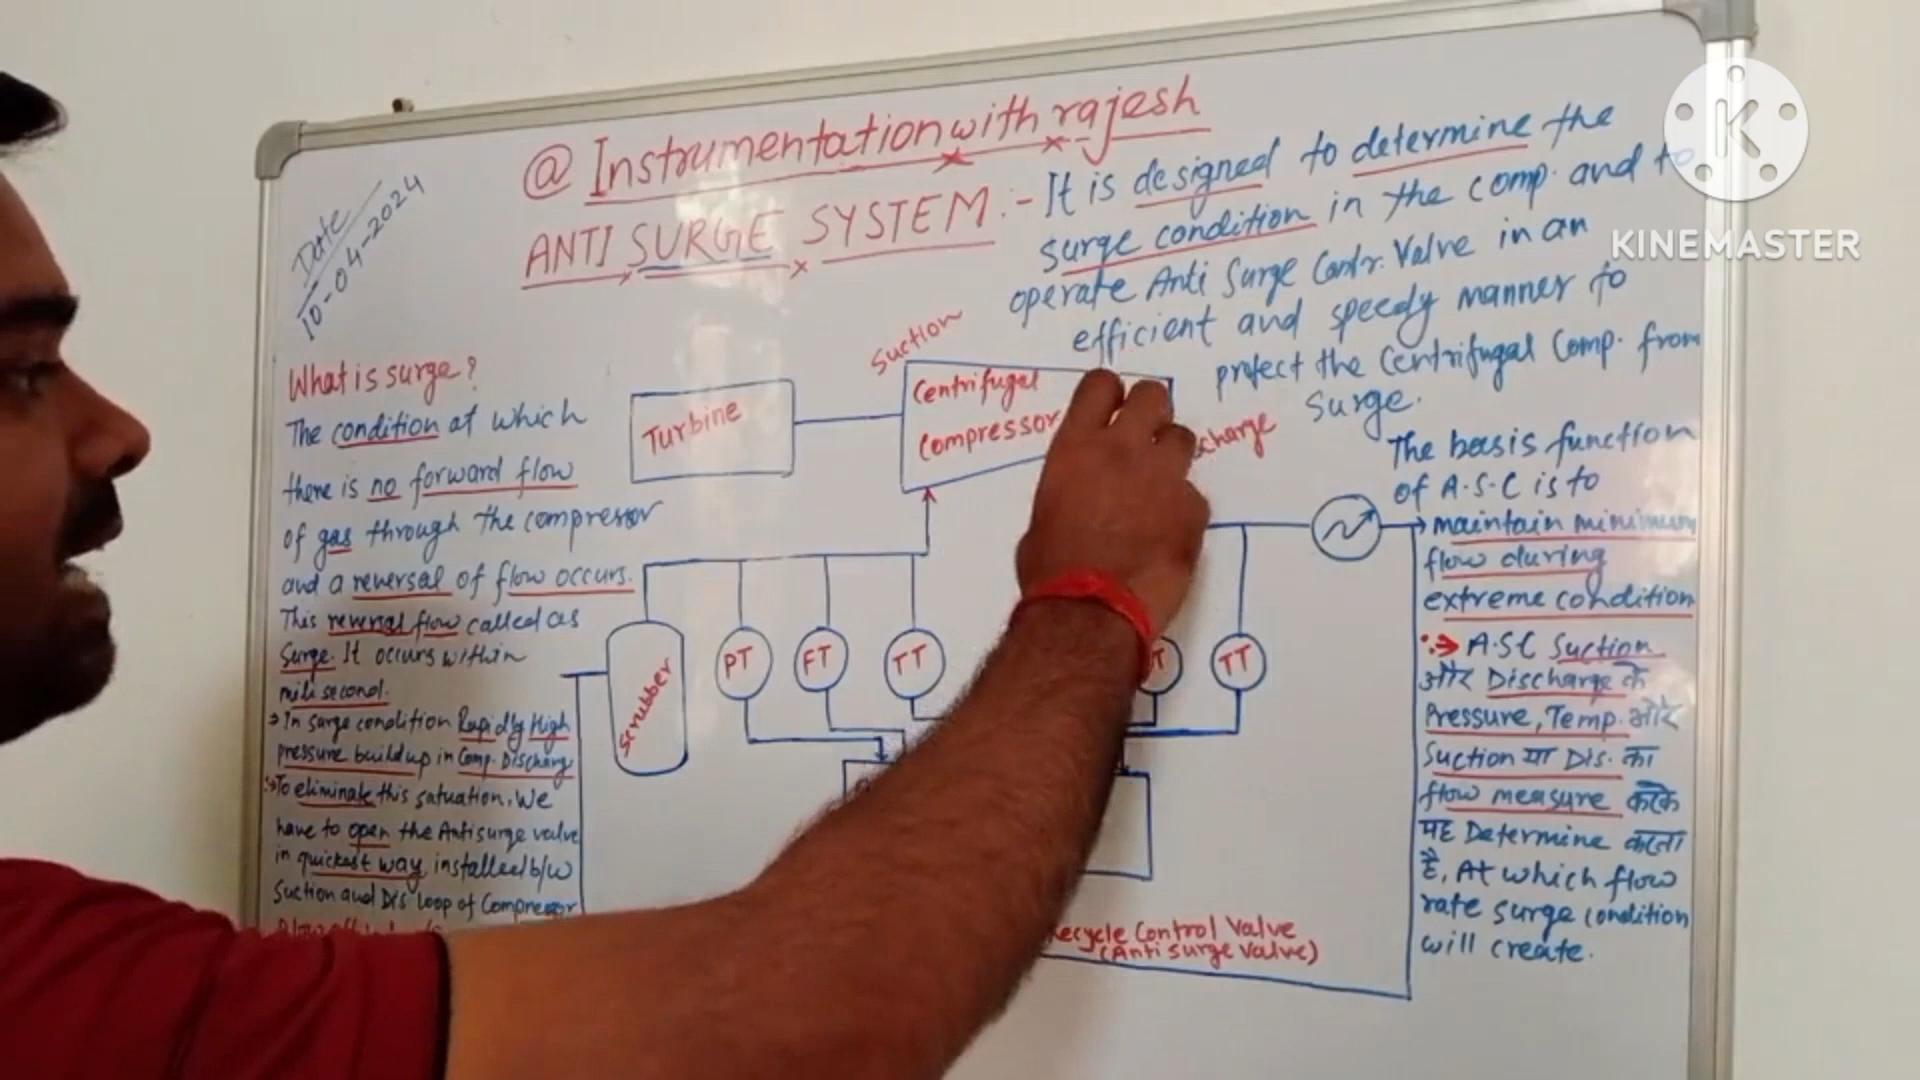 @ Instrumentation with rajesh
ANTI SURGE SYSTEM :- It is designed to determine the
surge condition in the comp. and to
operate Anti Surge Contr. Valve in an
efficient and speedy manner to
protect the Centrifugal Comp. from
surge.
Date
10-04-2024
KINEMASTER
What is surge?
The condition at which
there is no forward flow
of gas through the compressor
and a reversal of flow occurs.
This reversal flow called as
Surge. It occurs within
mili second.
→ In surge condition Rapidly High
pressure buildup in Comp. Discharg
:→ To eliminate this satuation, We
have to open the Antisurge valve
in quickest way, installed b/w
Suction and Dis' loop of Compressor
Suction
Turbine
Centrifugal
Compressor
charge
Scrubber
PT
FT
TT
T
TT
ecycle Control Valve
(Anti surge Valve)
The basis function
of A.S.C is to
→ maintain minimum
flow during
extreme condition
:→ A.S.C Suction
और Discharge के
Pressure, Temp. और
Suction या Dis. का
flow measure करके
यह Determine करता
है, At which flow
rate surge condition
will create.